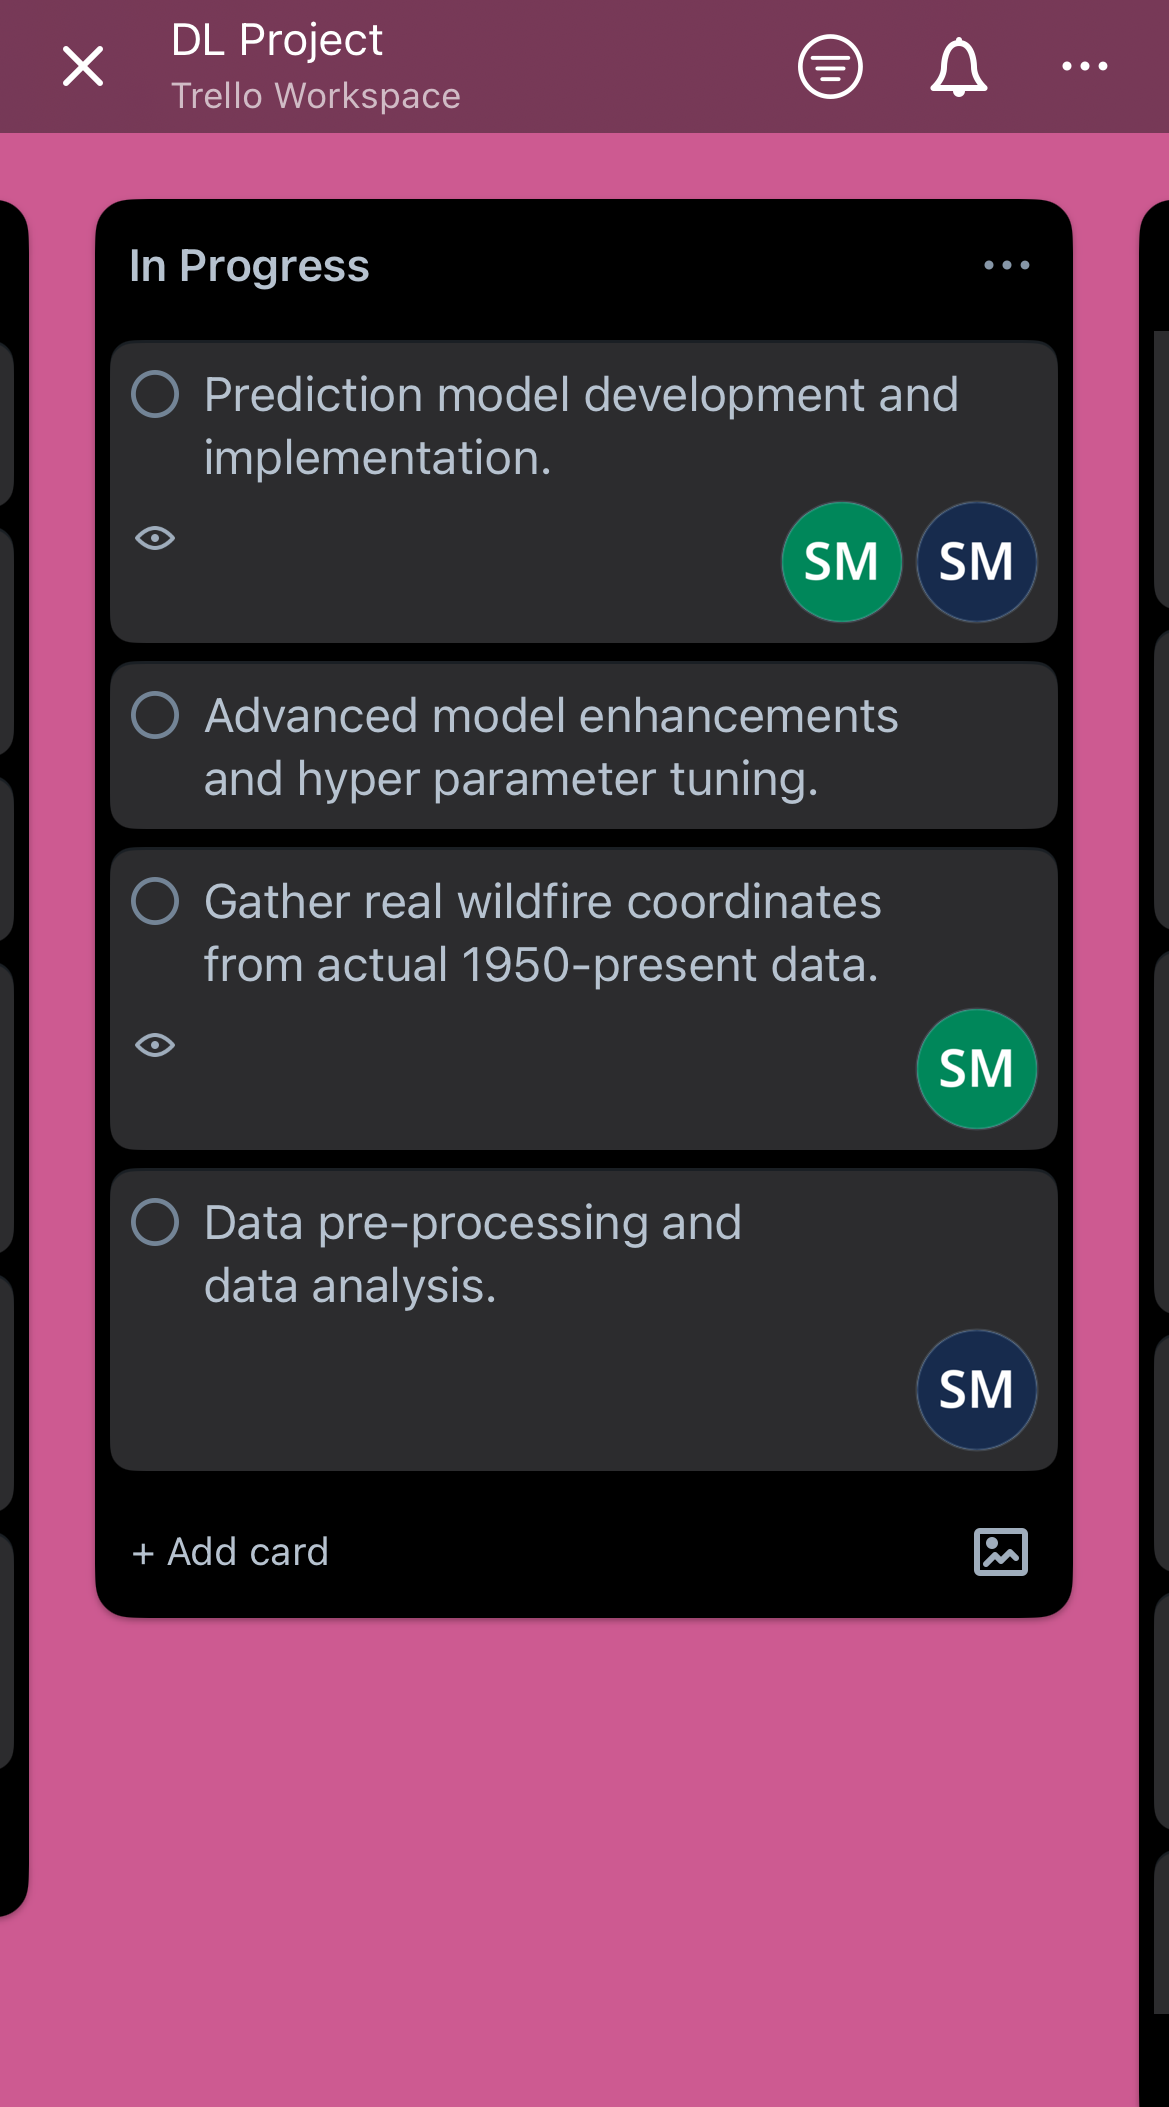 DL Project
Trello Workspace
In Progress
Prediction model development and
implementation.
SM SM
Advanced model enhancements
and hyper parameter tuning.
Gather real wildfire coordinates
from actual 1950-present data.
SM
Data pre-processing and
data analysis.
SM
+ Add card